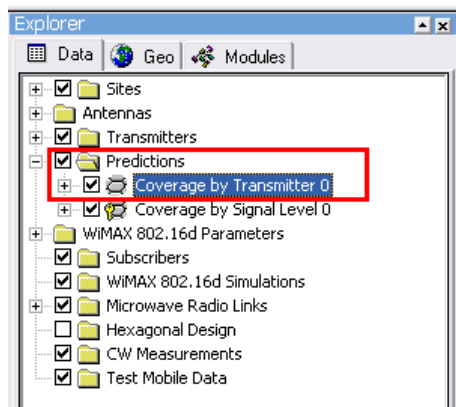 Explorer
Data Geo Modules
Sites
Antennas
Transmitters
Predictions
Coverage by Transmitter 0
Coverage by Signal Level 0
WiMAX 802.16d Parameters
Subscribers
WiMAX 802.16d Simulations
Microwave Radio Links
Hexagonal Design
CW Measurements
Test Mobile Data